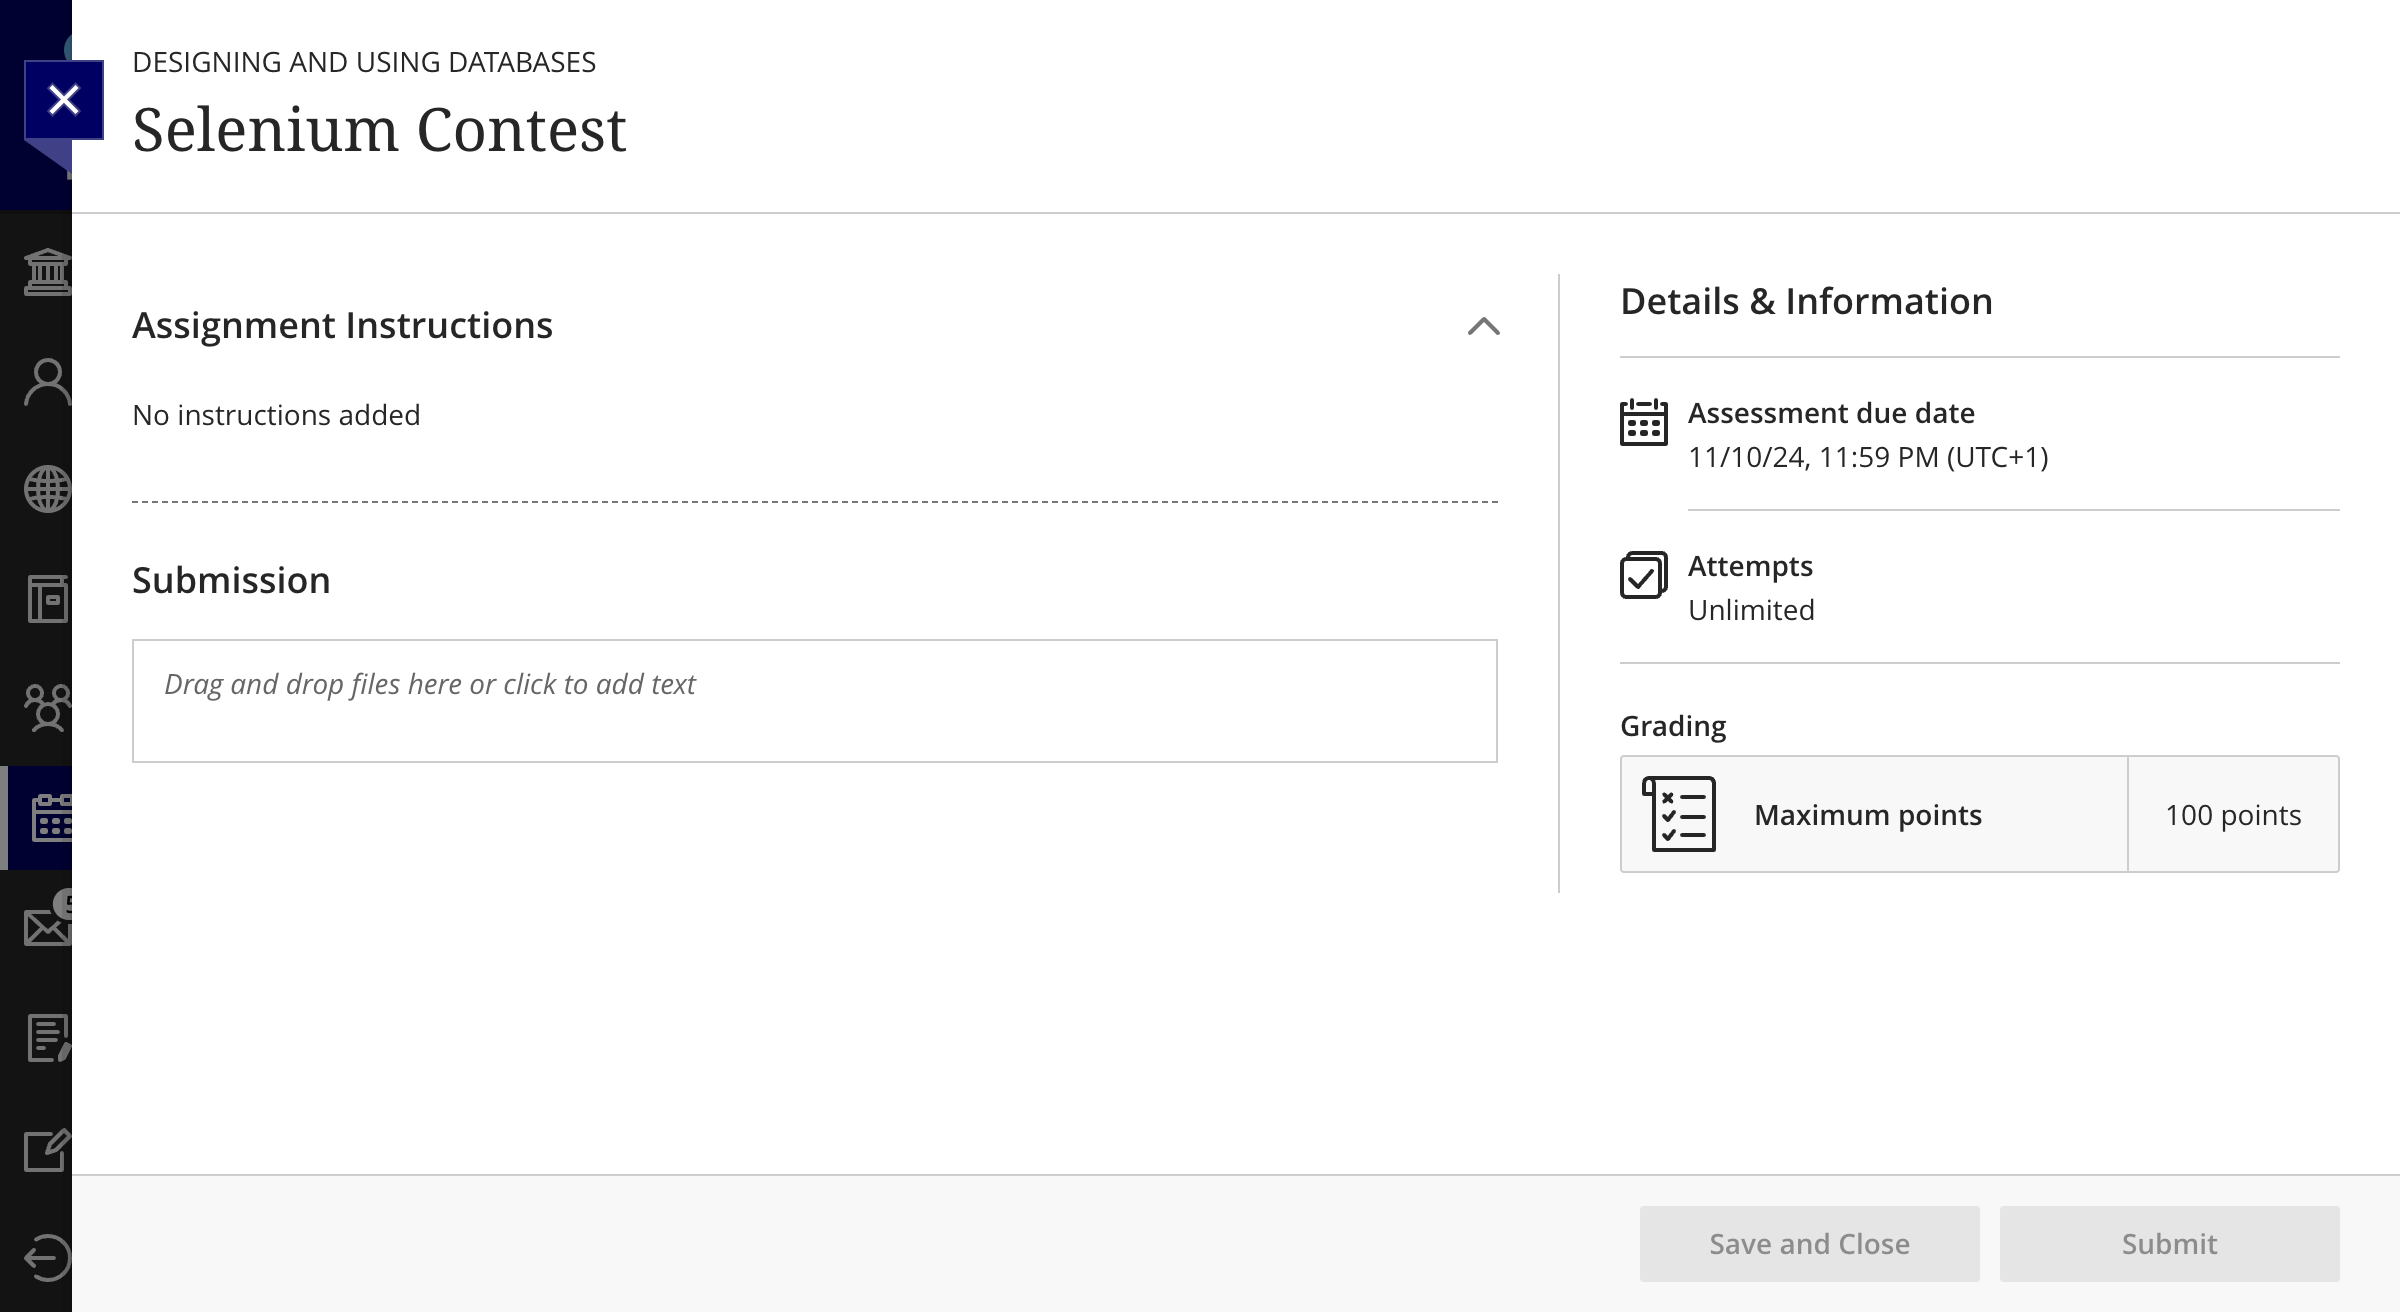 DESIGNING AND USING DATABASES
Selenium Contest
Assignment Instructions
No instructions added
Submission
Drag and drop files here or click to add text
Details & Information
Assessment due date
11/10/24, 11:59 PM (UTC+1)
Attempts
Unlimited
Grading
Maximum points
100 points
Save and Close
Submit